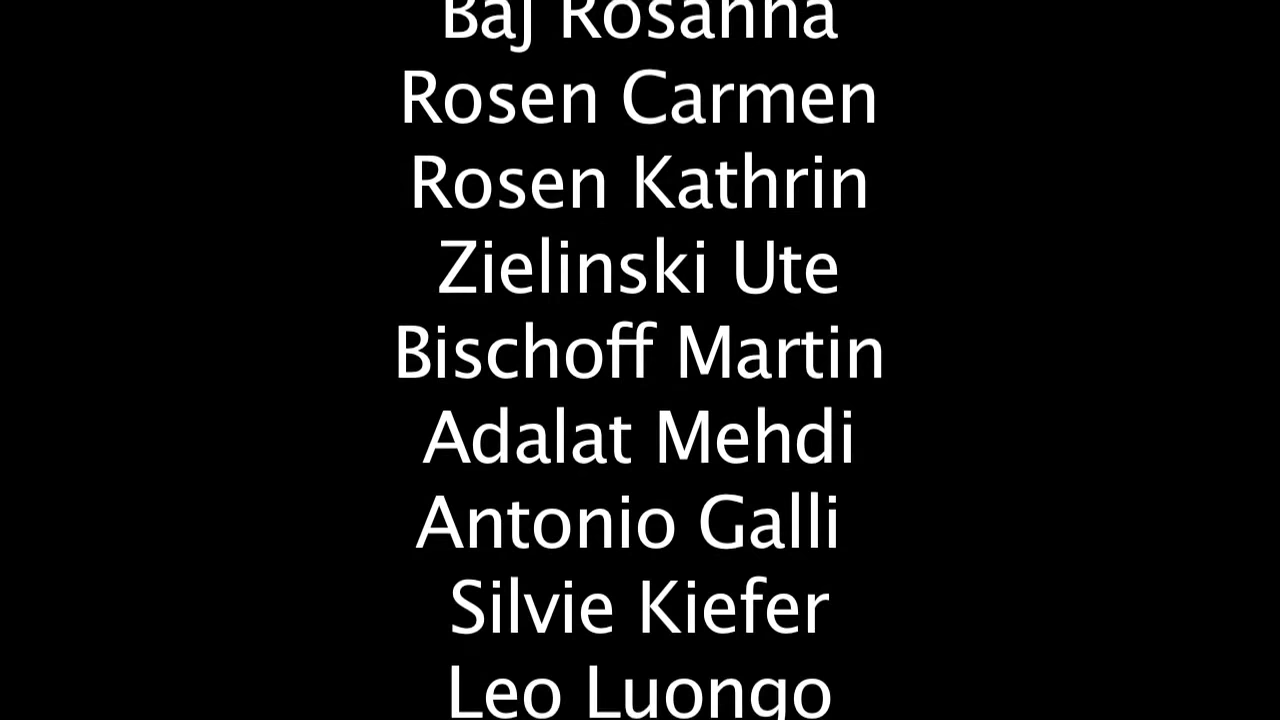 Baj Rosanna
Rosen Carmen
Rosen Kathrin
Zielinski Ute
Bischoff Martin
Adalat Mehdi
Antonio Galli
Silvie Kiefer
Leo Luongo